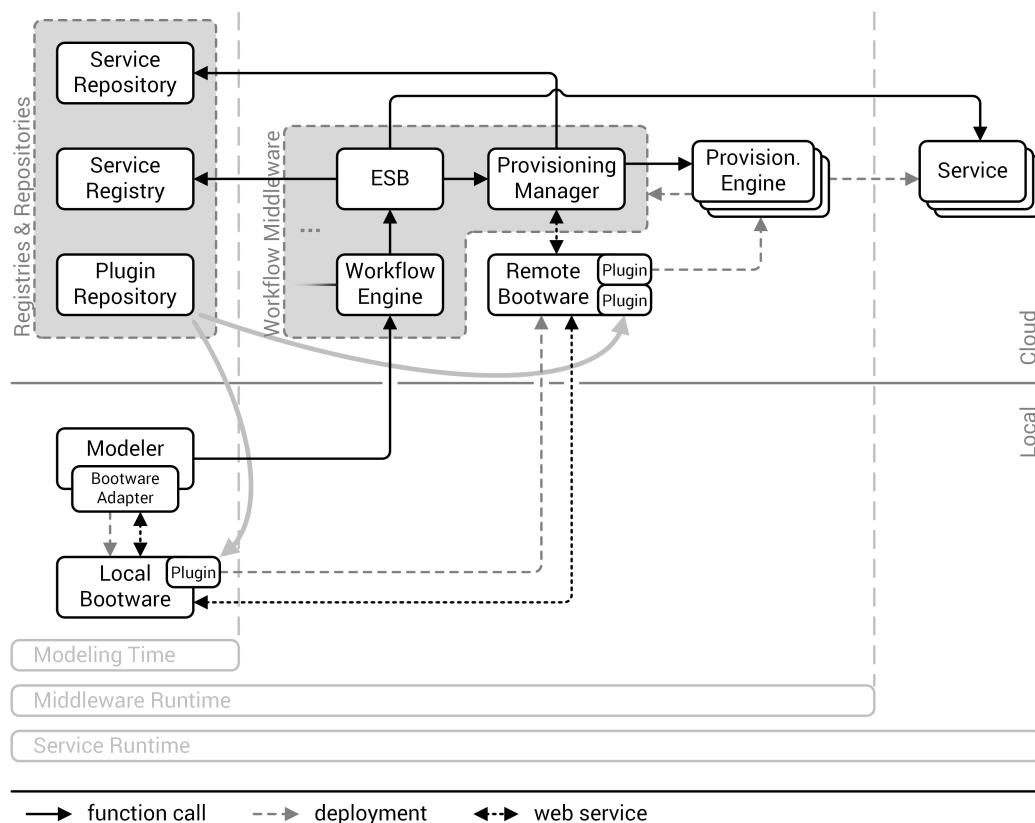 Registries & Repositories
Service
Repository
Service
Registry
Plugin
Repository
Workflow Middleware
ESB
Provisioning
Manager
Provision.
Engine
Service
...
Workflow
Engine
Remote
Bootware
Plugin
Plugin
Cloud
Local
Modeler
Bootware
Adapter
Local
Bootware
Plugin
Modeling Time
Middleware Runtime
Service Runtime
function call
deployment
web service